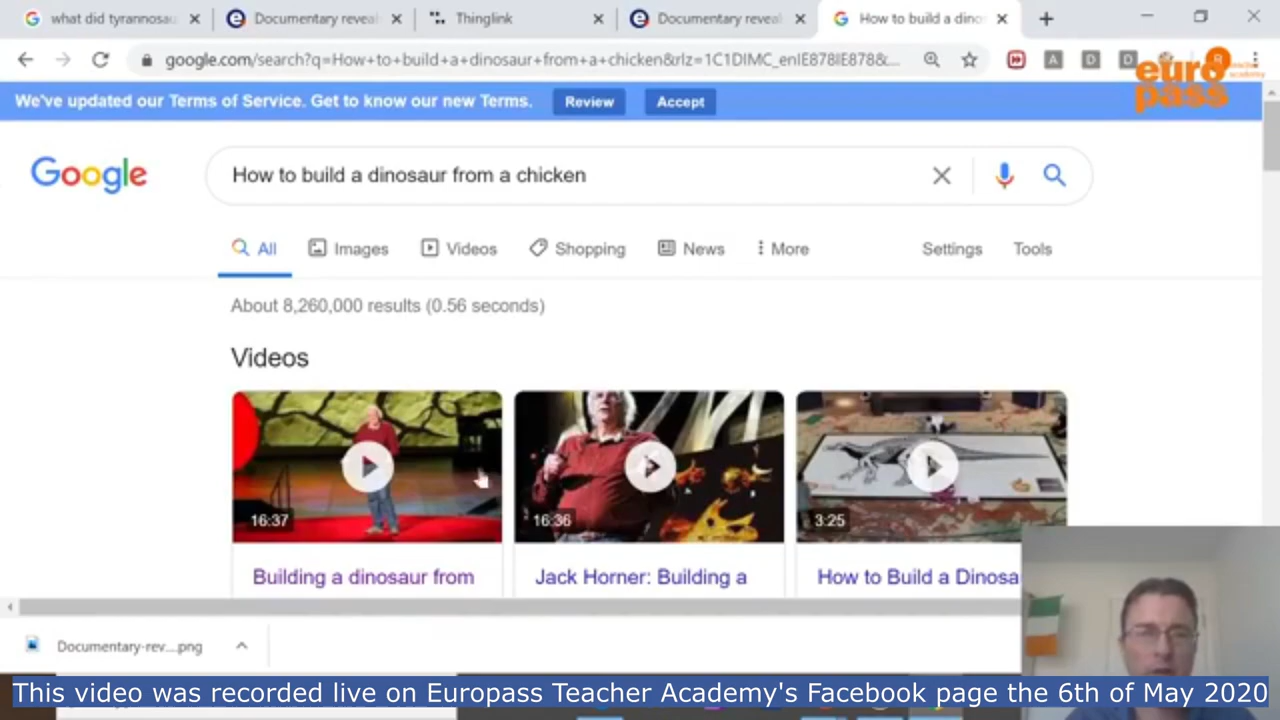 what did tyrannosau
Documentary reveal
Thinglink
Documentary reveal
How to build a dino
google.com/search?q=How+to+build+a+dinosaur+from+a+chicken&rlz=1C1DIMC_enIE878IE878&...
euro
pass
academy
We've updated our Terms of Service. Get to know our new Terms.
Review
Accept
Google
How to build a dinosaur from a chicken
All
Images
Videos
Shopping
News
More
Settings
Tools
About 8,260,000 results (0.56 seconds)
Videos
16:37
16:36
3:25
Building a dinosaur from
Jack Horner: Building a
How to Build a Dinosa
Documentary-rev....png
This video was recorded live on Europass Teacher Academy's Facebook page the 6th of May 2020